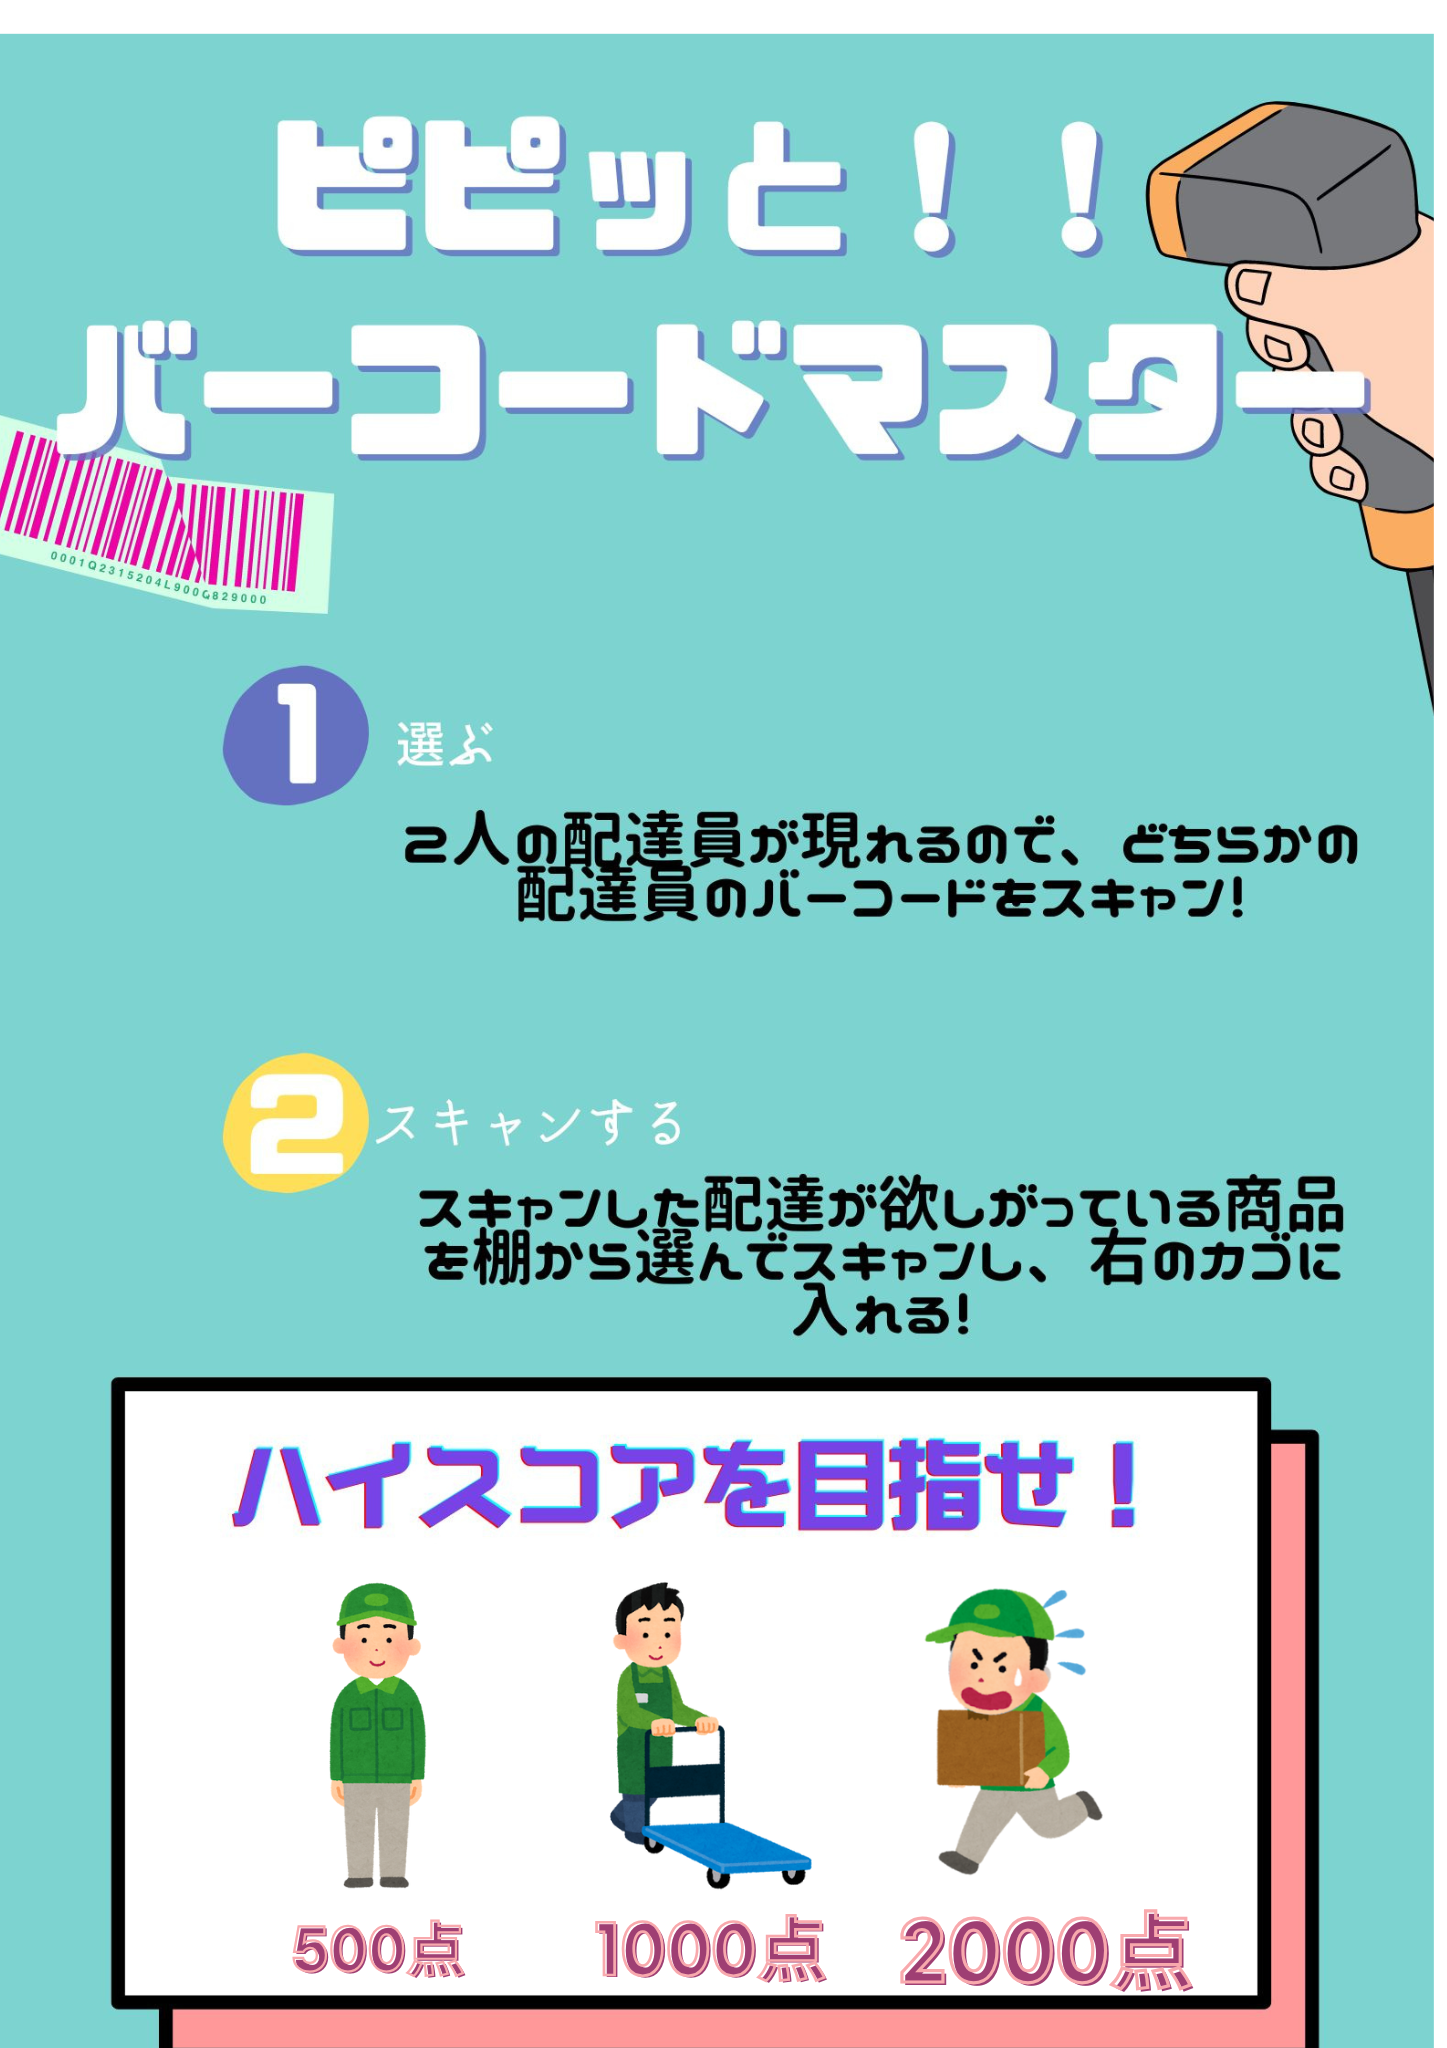 ピピッと！！
バーコードマスター
0001Q2315204L900
829000
1
選ぶ
2人の配達員が現れるので、どちらかの
配達員のバーコードをスキャン!
2
スキャンする
スキャンした配達が欲しがっている商品
を棚から選んでスキャンし、右のカゴに
入れる!
ハイスコアを目指せ！
500点
1000点
2000点